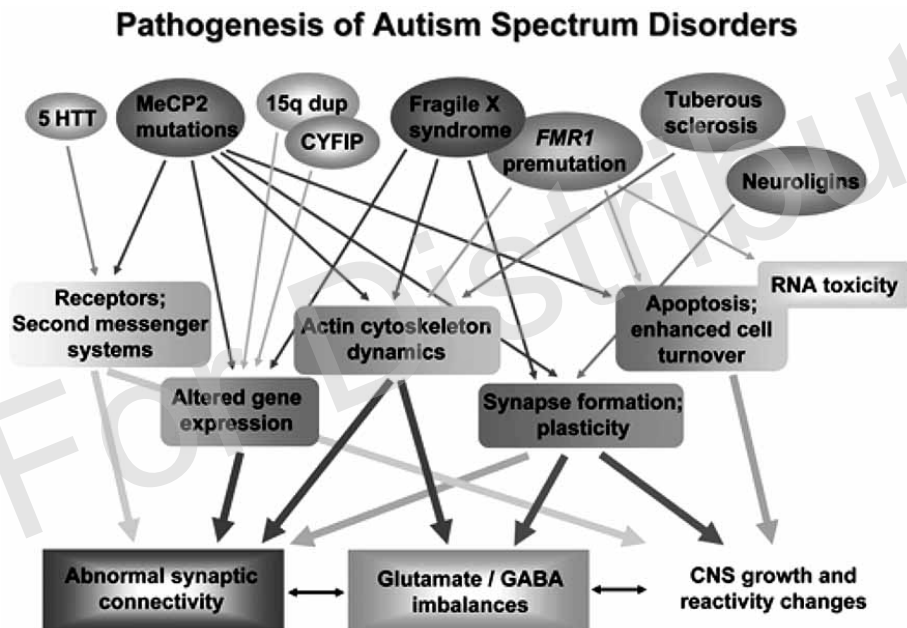 Pathogenesis of Autism Spectrum Disorders
5 HTT
MeCP2
mutations
15q dup
CYFIP
Fragile X
syndrome
FMR1
premutation
Tuberous
sclerosis
Neuroligins
RNA toxicity
Receptors;
Second messenger
systems
Actin cytoskeleton
dynamics
Apoptosis;
enhanced cell
turnover
Altered gene
expression
Synapse formation;
plasticity
Abnormal synaptic
connectivity
Glutamate / GABA
imbalances
CNS growth and
reactivity changes
For Distribut